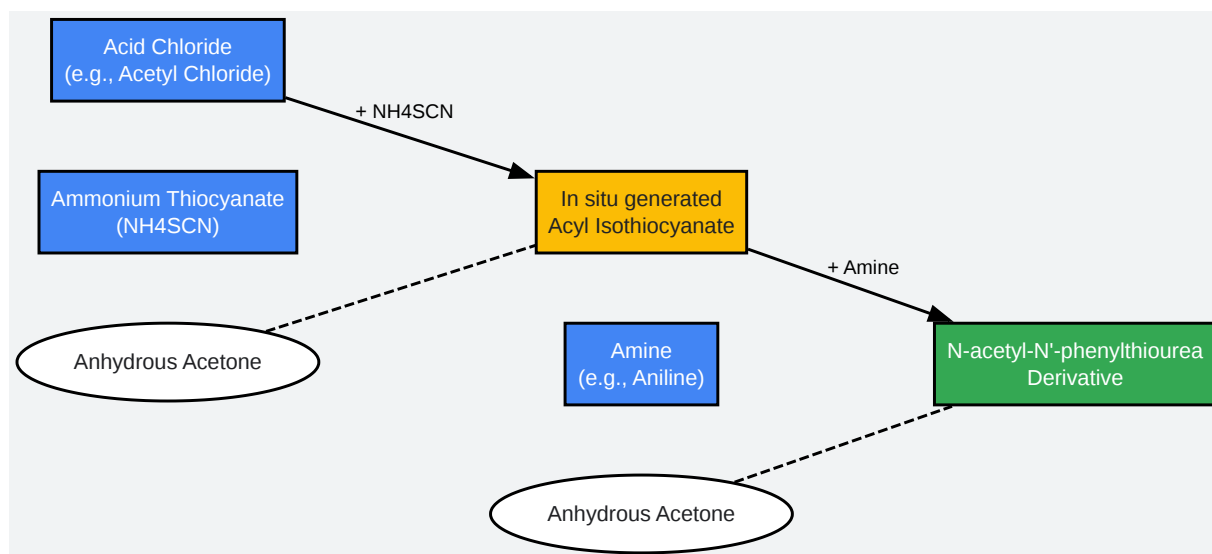 Acid Chloride
(e.g., Acetyl Chloride)
+ NH4SCN
Ammonium Thiocyanate
(NH4SCN)
In situ generated
Acyl Isothiocyanate
+ Amine
Anhydrous Acetone
Amine
(e.g., Aniline)
N-acetyl-N'-phenylthiourea
Derivative
Anhydrous Acetone